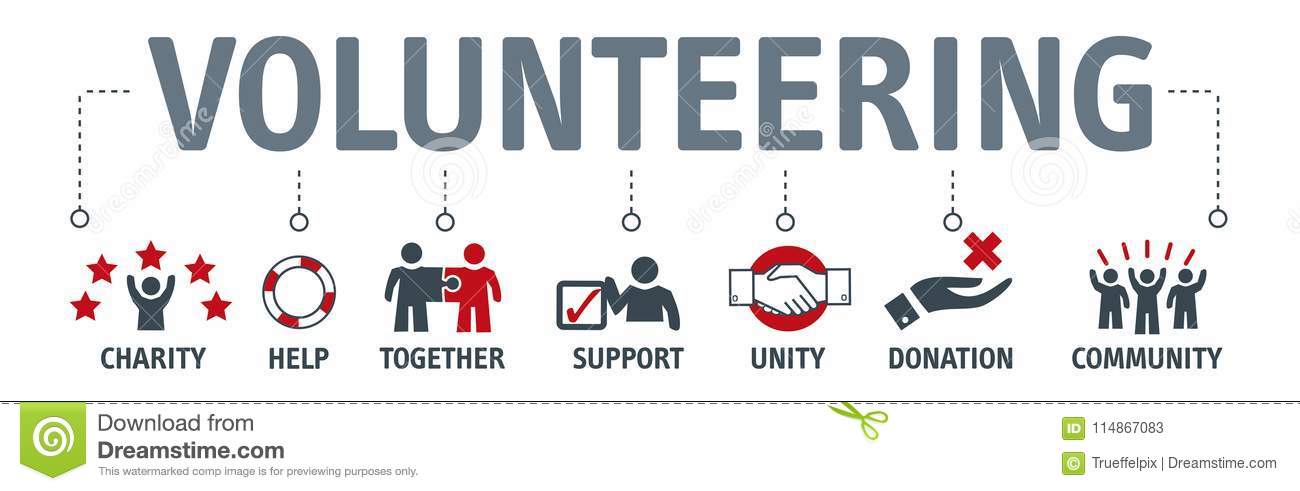 VOLUNTEERING
CHARITY HELP TOGETHER SUPPORT UNITY DONATION COMMUNITY
Download from
Dreamstime.com
This watermarked comp image is for previewing purposes only.
ID 114867083
© Trueffelpix | Dreamstime.com